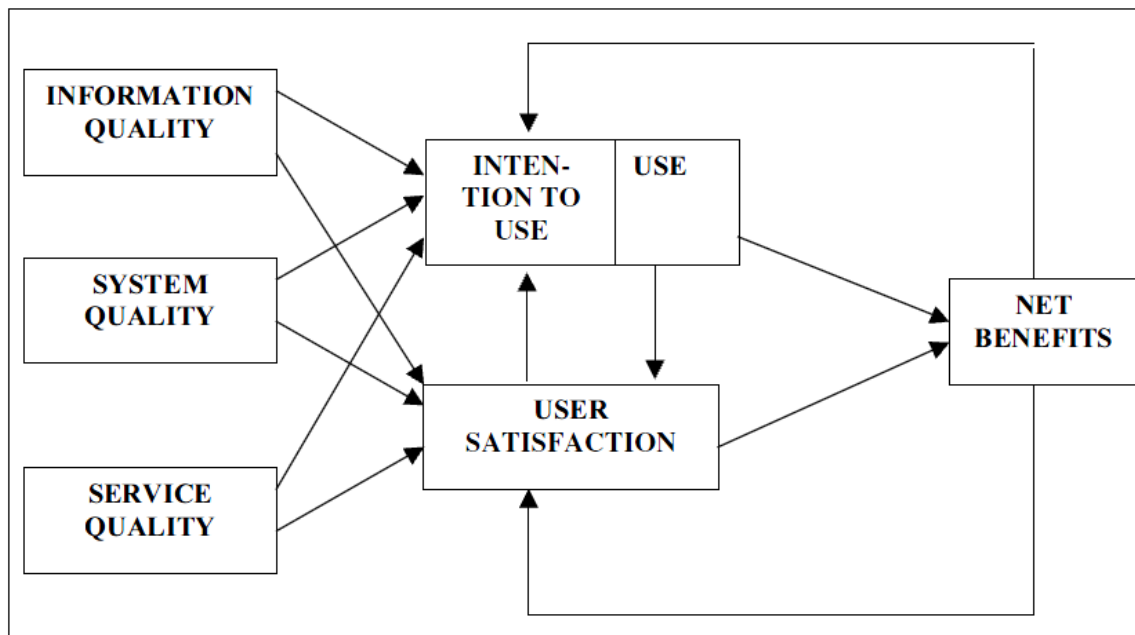 INFORMATION
QUALITY
INTEN-
TION TO
USE
USE
SYSTEM
QUALITY
NET
BENEFITS
USER
SATISFACTION
SERVICE
QUALITY